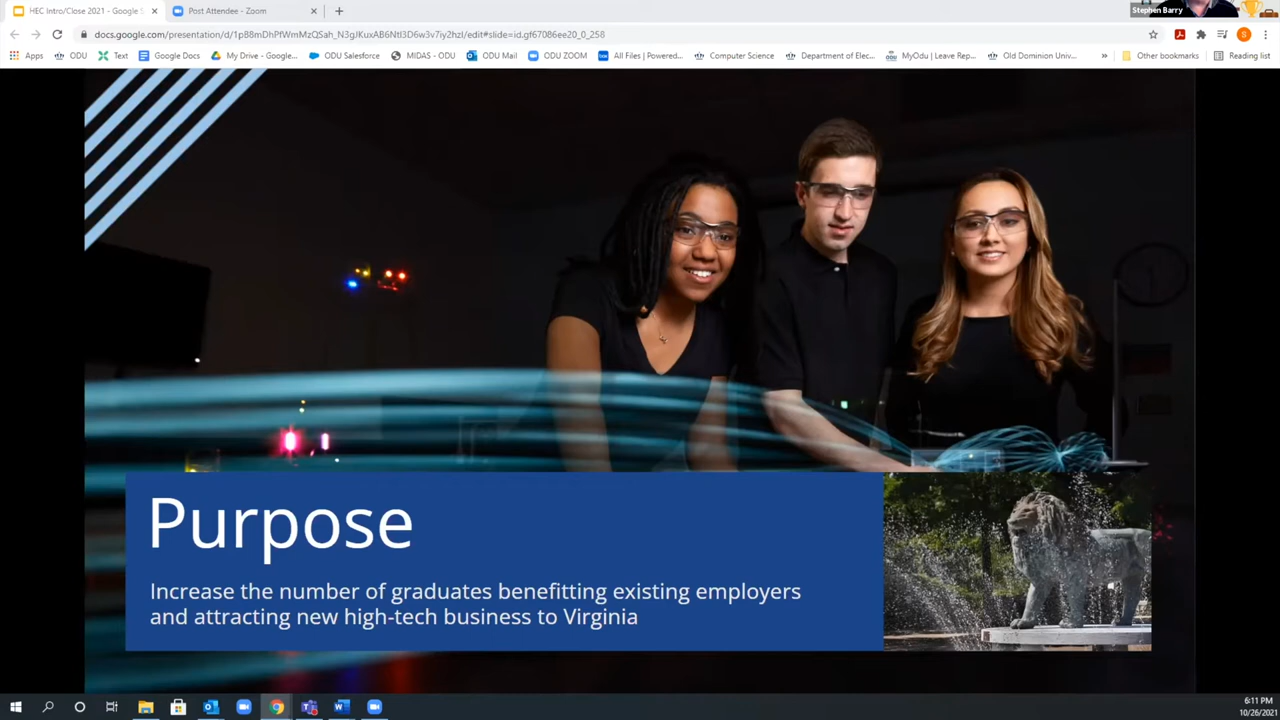 HEC Intro/Close 2021 - Google S
Post Attendee - Zoom
Stephen Barry
docs.google.com/presentation/d/1pB8mDhPfWmMzQSah_N3gJKuxAB6NtI3D6w3v7iy2hzI/edit#slide=id.gf67086ee20_0_258
Apps ODU Text Google Docs My Drive - Google... ODU Salesforce MIDAS - ODU ODU Mail ODU ZOOM All Files | Powered... Computer Science Department of Elec... MyOdu | Leave Rep... Old Dominion Univ... » Other bookmarks Reading list
Purpose
Increase the number of graduates benefitting existing employers
and attracting new high-tech business to Virginia
6:11 PM
10/26/2021